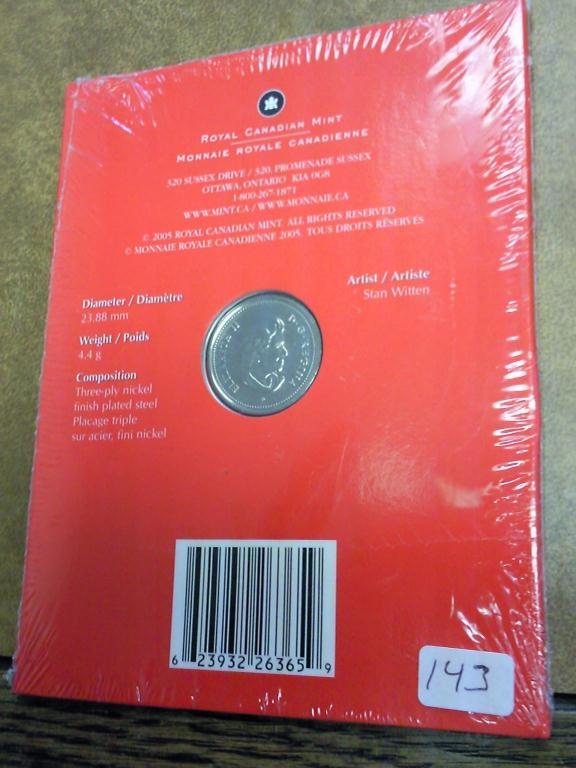 ROYAL CANADIAN MINT
MONNAIE ROYALE CANADIENNE
320 SUSSEX DRIVE / 320, PROMENADE SUSSEX
OTTAWA, ONTARIO K1A 0G8
1-800-267-1871
WWW.MINT.CA / WWW.MONNAIE.CA
© 2005 ROYAL CANADIAN MINT. ALL RIGHTS RESERVED
© MONNAIE ROYALE CANADIENNE 2005. TOUS DROITS RÉSERVÉS
Artist / Artiste
Stan Witten
Diameter / Diamètre
23.88 mm
Weight / Poids
4.4 g
Composition
Three-ply nickel
finish plated steel
Placage triple
sur acier, fini nickel
ELIZABETH II D·G·REGINA
6 23932 26365 9
143